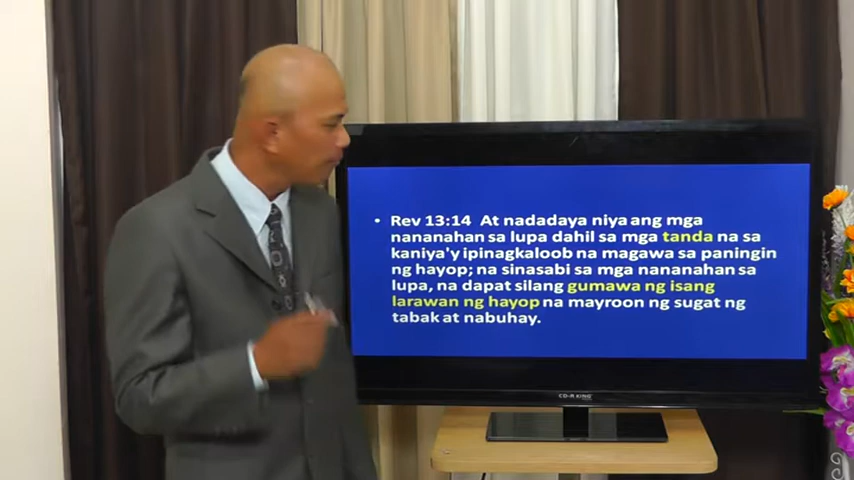 • Rev 13:14 At nadadaya niya ang mga
nananahan sa lupa dahil sa mga tanda na sa
kaniya'y ipinagkaloob na magawa sa paningin
ng hayop; na sinasabi sa mga nananahan sa
lupa, na dapat silang gumawa ng isang
larawan ng hayop na mayroon ng sugat ng
tabak at nabuhay.
CD-R KING